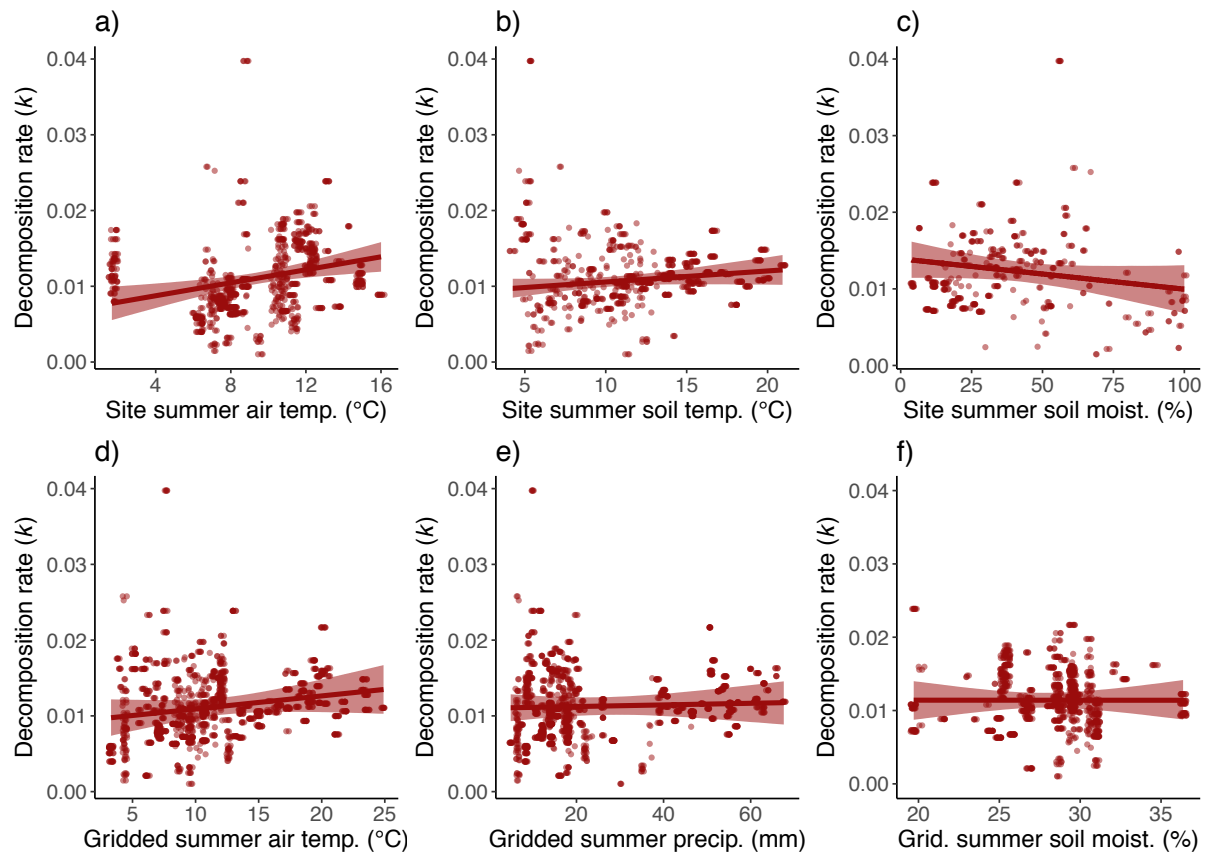 a)
b)
c)
Decomposition rate (k)
0.04
0.03
0.02
0.01
0.00
4 8 12 16
Site summer air temp. (°C)
Decomposition rate (k)
0.04
0.03
0.02
0.01
0.00
5 10 15 20
Site summer soil temp. (°C)
Decomposition rate (k)
0.04
0.03
0.02
0.01
0.00
0 25 50 75 100
Site summer soil moist. (%)
d)
e)
f)
Decomposition rate (k)
0.04
0.03
0.02
0.01
0.00
5 10 15 20 25
Gridded summer air temp. (°C)
Decomposition rate (k)
0.04
0.03
0.02
0.01
0.00
20 40 60
Gridded summer precip. (mm)
Decomposition rate (k)
0.04
0.03
0.02
0.01
0.00
20 25 30 35
Grid. summer soil moist. (%)